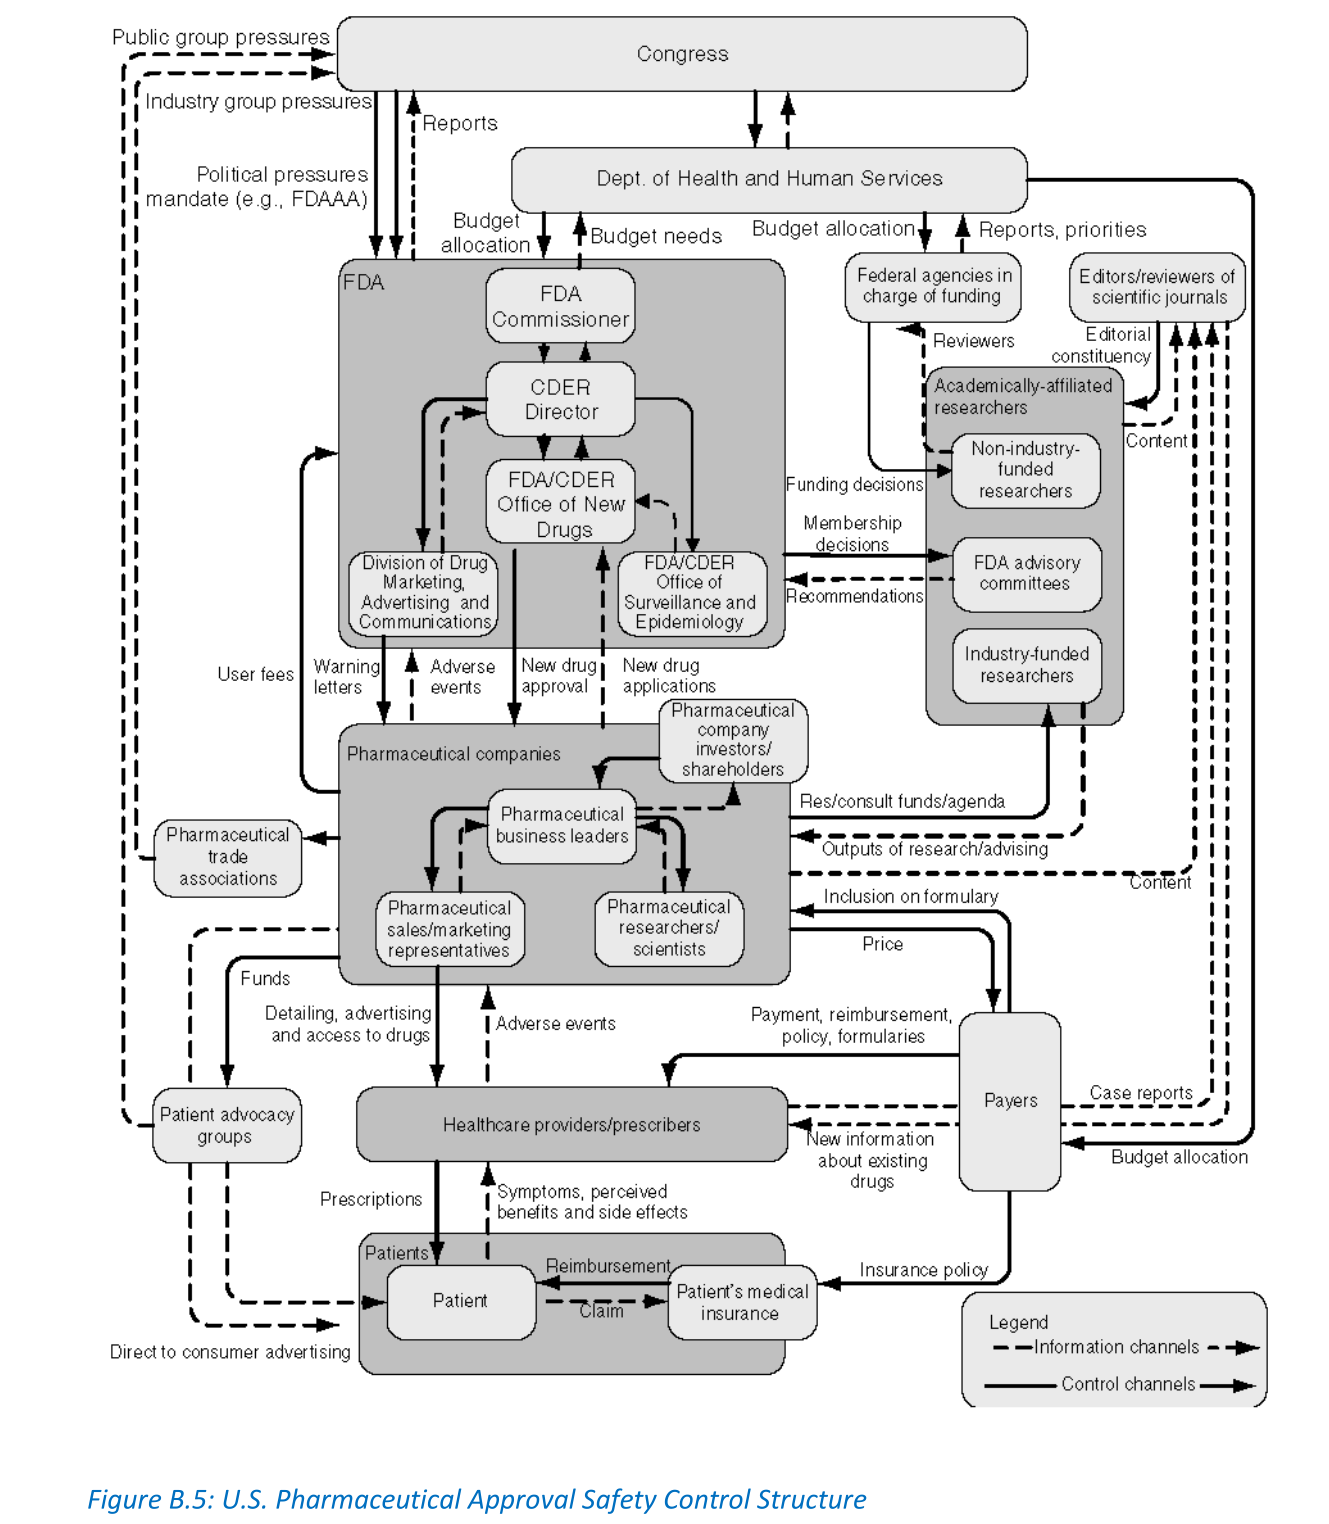 Public group pressures
Congress
Industry group pressures
Reports
Political pressures
mandate (e.g., FDAAA)
Dept. of Health and Human Services
Budget
allocation
Budget needs
Budget allocation
Reports, priorities
FDA
FDA
Commissioner
Federal agencies in
charge of funding
Editors/reviewers of
scientific journals
Reviewers
Editorial
constituency
CDER
Director
Academically-affiliated
researchers
Content
Non-industry-
funded
researchers
FDA/CDER
Office of New
Drugs
Funding decisions
Membership
decisions
Division of Drug
Marketing,
Advertising and
Communications
FDA/CDER
Office of
Surveillance and
Epidemiology
FDA advisory
committees
Recommendations
Industry-funded
researchers
User fees
Warning
letters
Adverse
events
New drug
approval
New drug
applications
Pharmaceutical
company
investors/
shareholders
Pharmaceutical companies
Pharmaceutical
business leaders
Res/consult funds/agenda
Pharmaceutical
trade
associations
Outputs of research/advising
Content
Pharmaceutical
sales/marketing
representatives
Pharmaceutical
researchers/
scientists
Inclusion on formulary
Price
Funds
Detailing, advertising
and access to drugs
Adverse events
Payment, reimbursement,
policy, formularies
Patient advocacy
groups
Healthcare providers/prescribers
Payers
Case reports
New information
about existing
drugs
Budget allocation
Prescriptions
Symptoms, perceived
benefits and side effects
Patients
Reimbursement
Insurance policy
Patient
Claim
Patient's medical
insurance
Direct to consumer advertising
Legend
Information channels
Control channels
Figure B.5: U.S. Pharmaceutical Approval Safety Control Structure